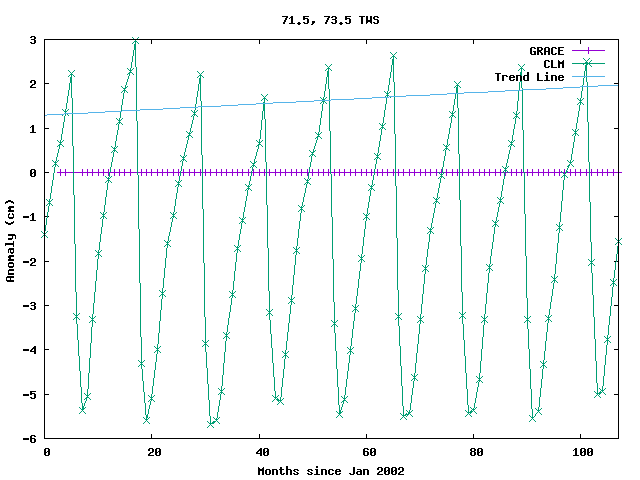 71.5, 73.5 TWS
GRACE
CLM
Trend Line
3
2
1
0
-1
-2
-3
-4
-5
-6
Anomaly (cm)
0 20 40 60 80 100
Months since Jan 2002